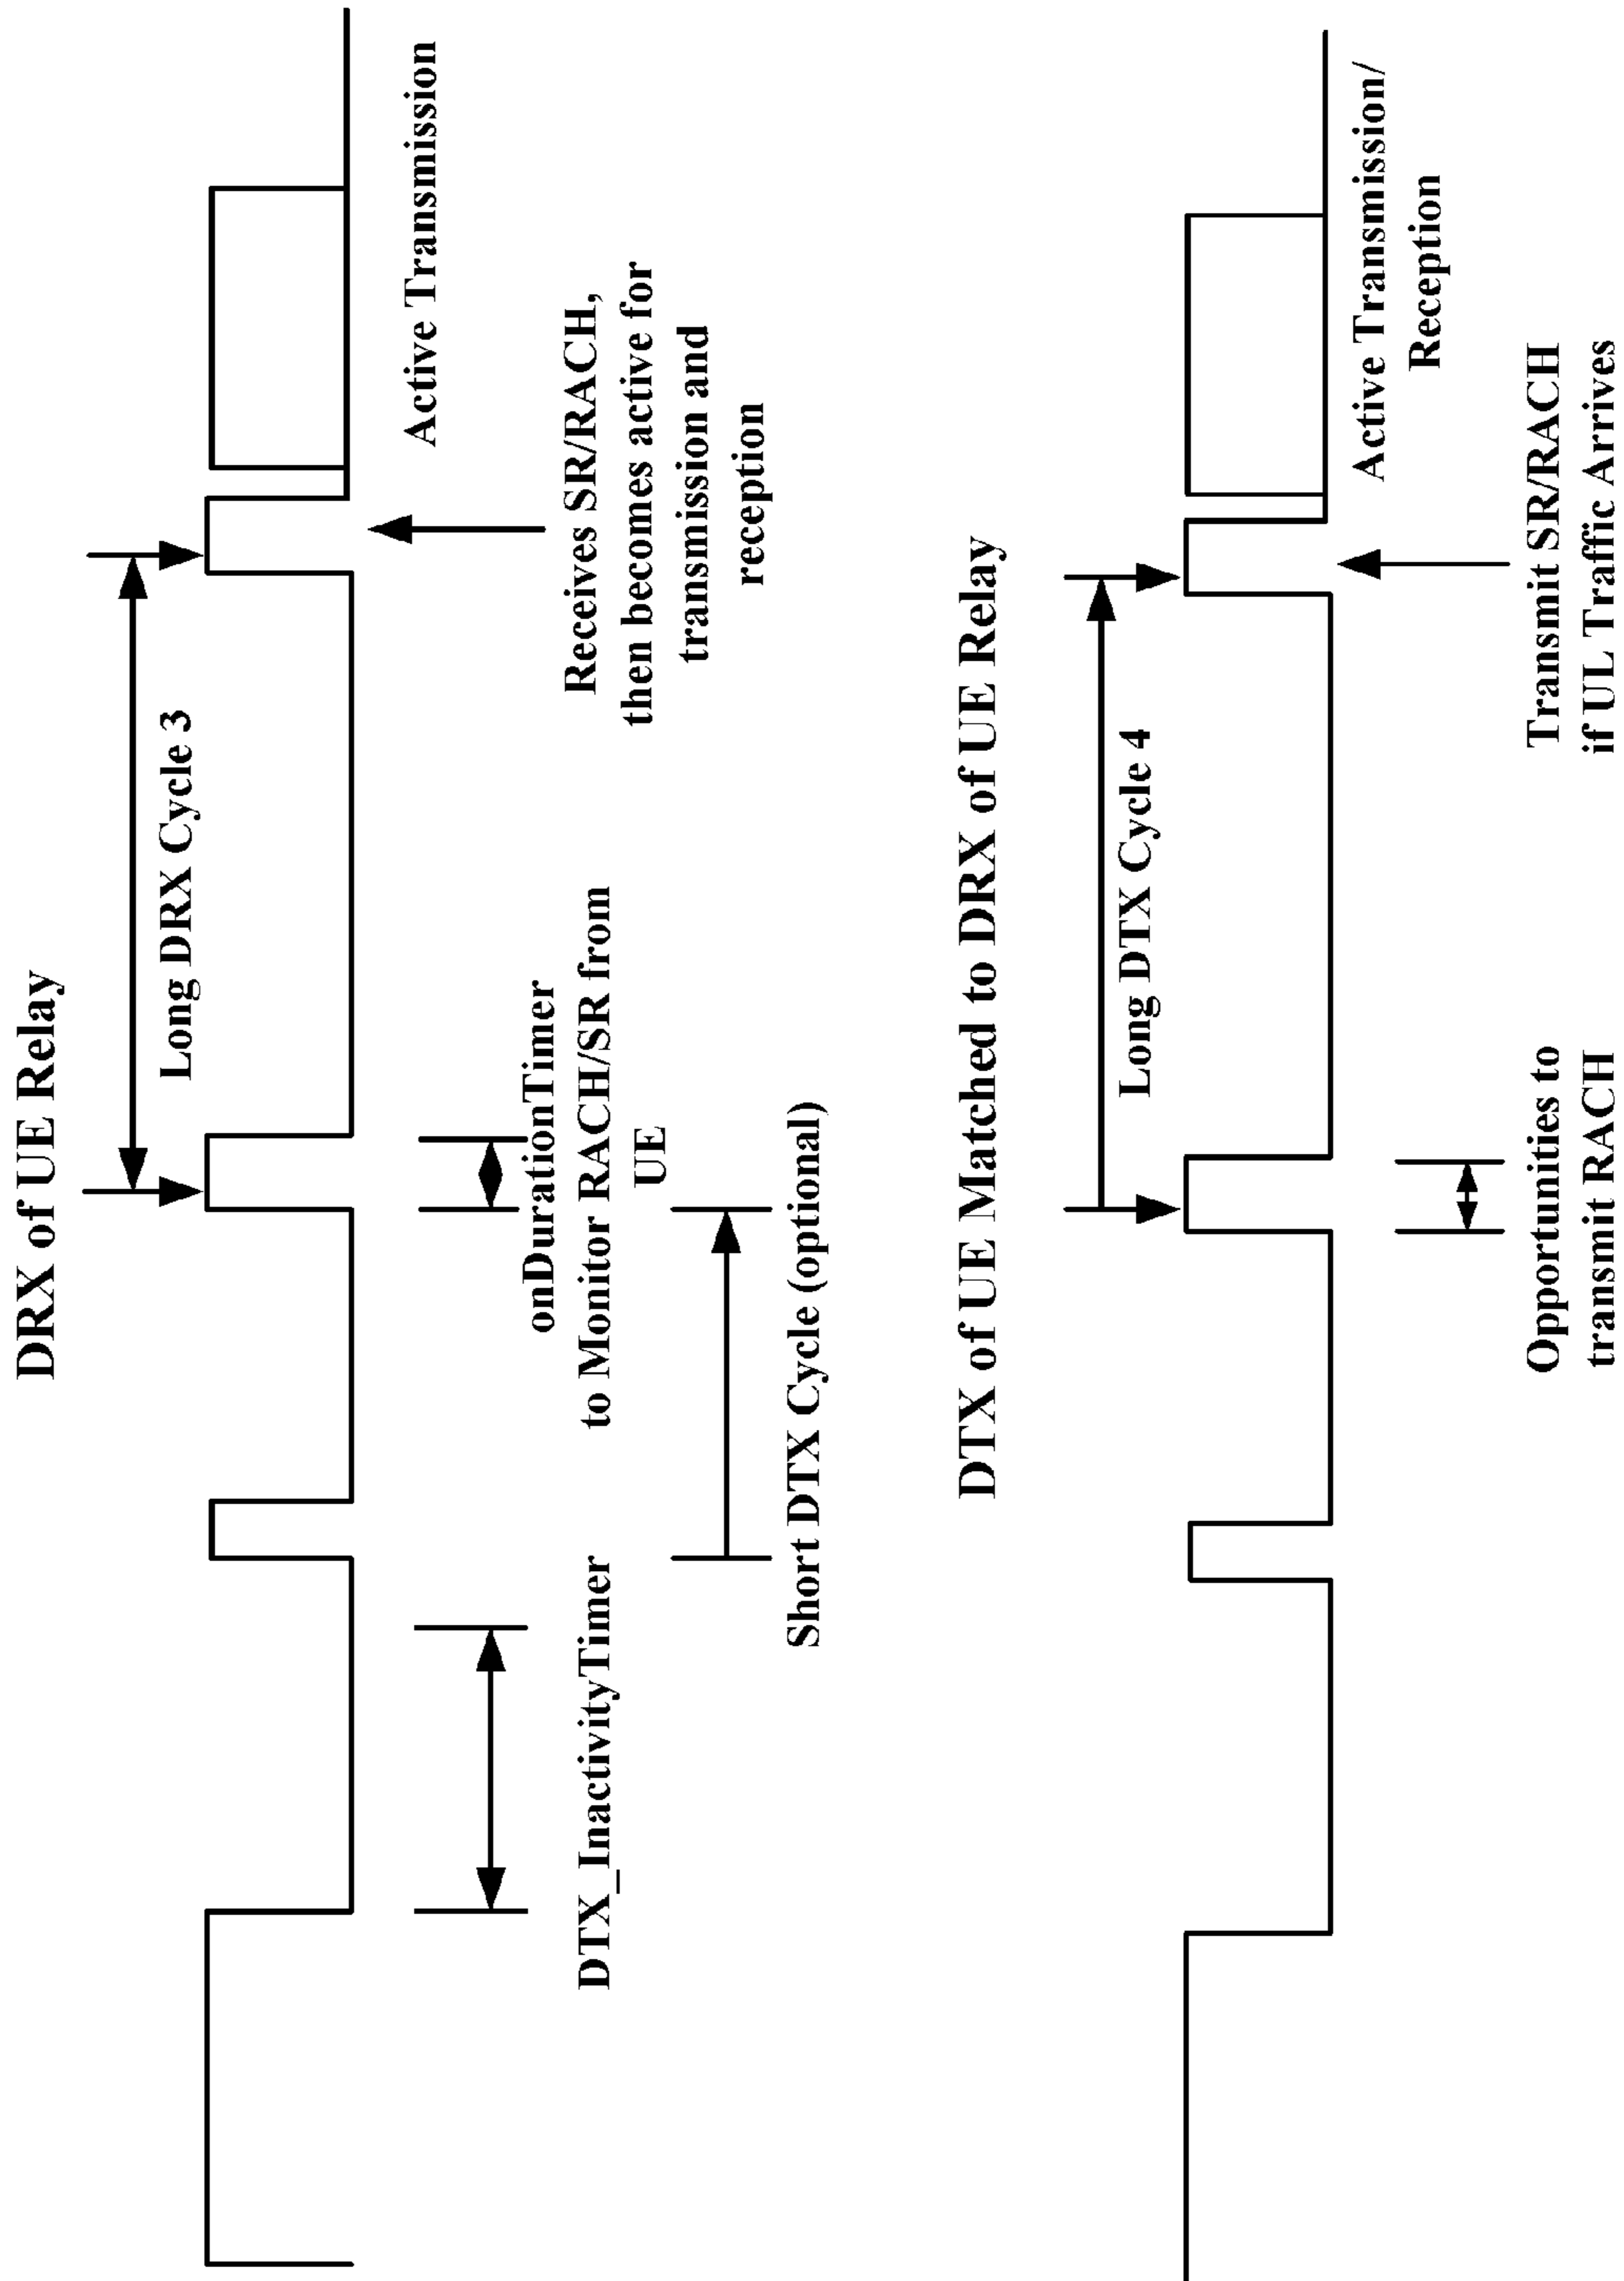 DRX of UE Relay
Long DRX Cycle 3
Active Transmission
DTX_InactivityTimer
onDurationTimer
to Monitor RACH/SR from
UE
Receives SR/RACH,
then becomes active for
transmission and
reception
Short DTX Cycle (optional)
DTX of UE Matched to DRX of UE Relay
Long DTX Cycle 4
Active Transmission/
Reception
Opportunities to
transmit RACH
Transmit SR/RACH
if UL Traffic Arrives